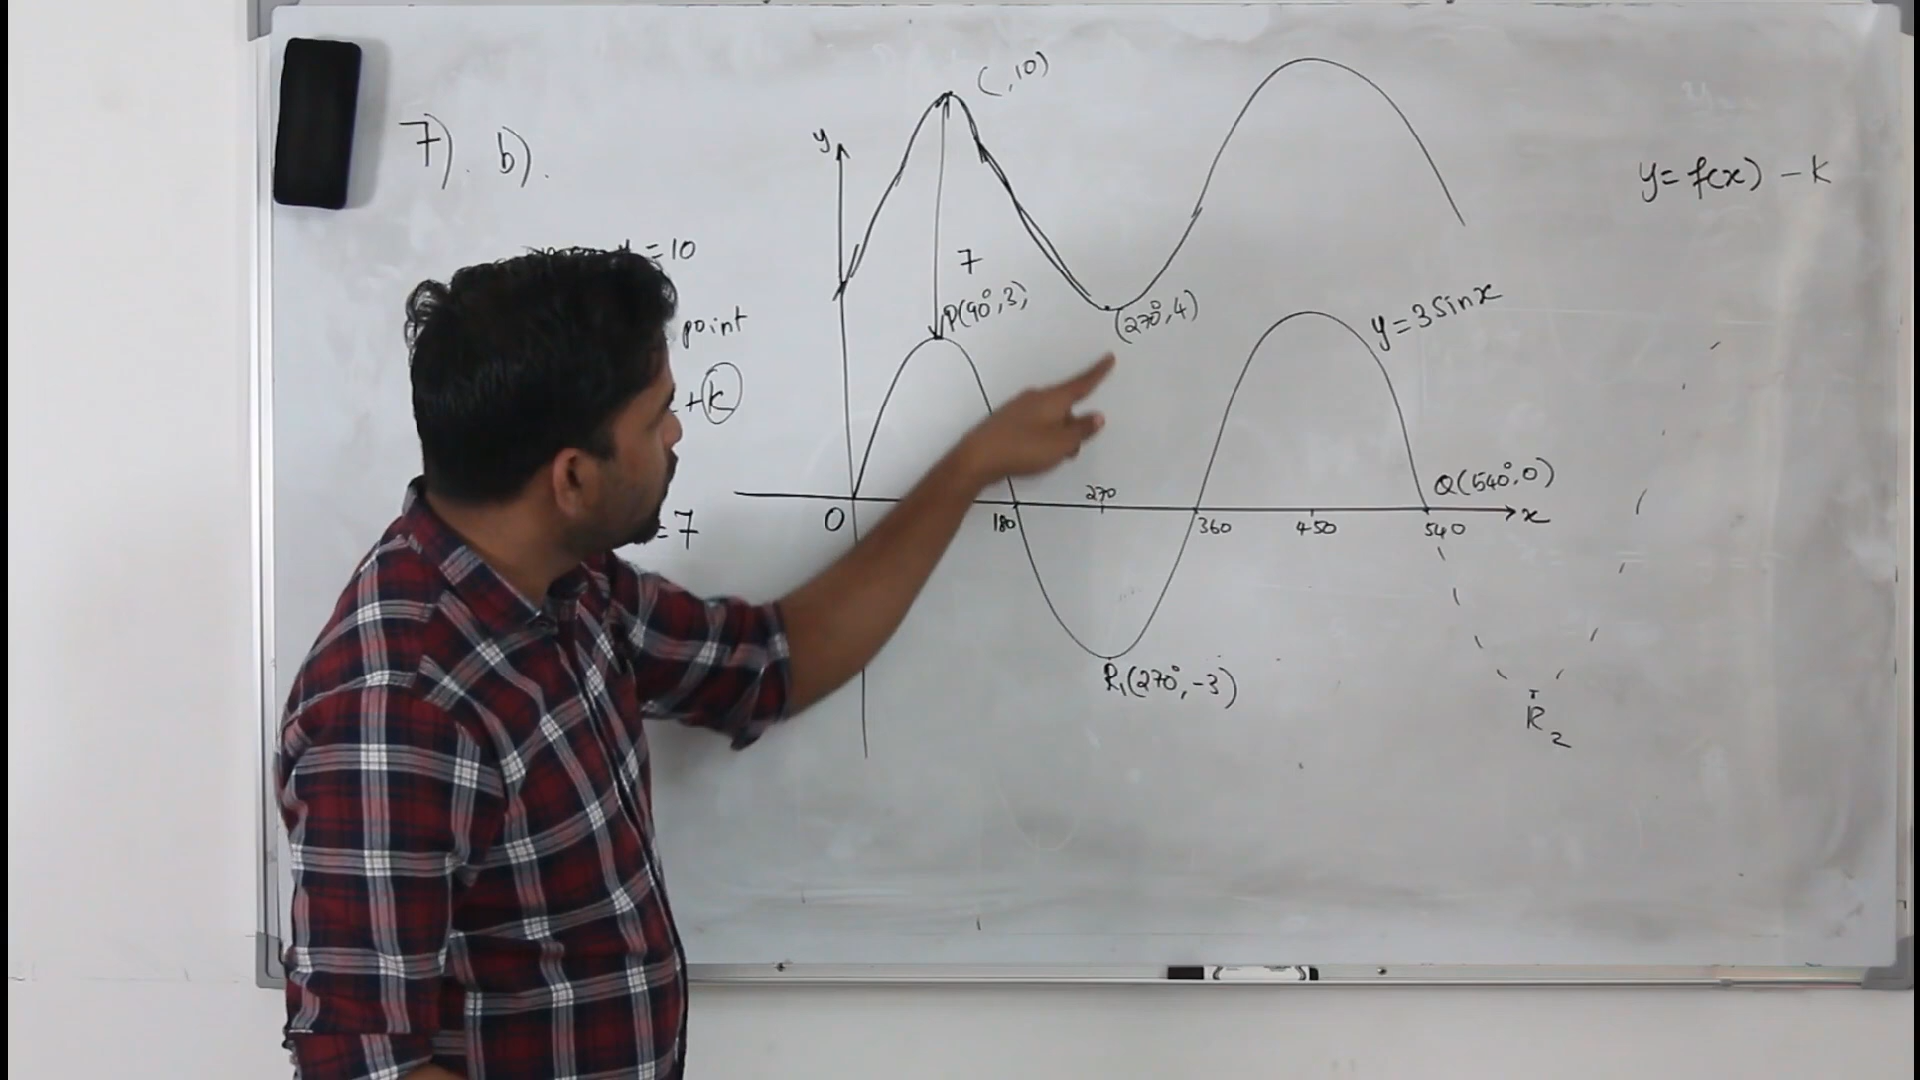 7). b).
= 10
point
+ k
= 7
y
( , 10)
7
P(90°, 3)
(270°, 4)
y = 3 Sin x
y = f(x) - k
O
180
270
360
450
540
x
Q(540°, 0)
R₁(270°, -3)
R₂